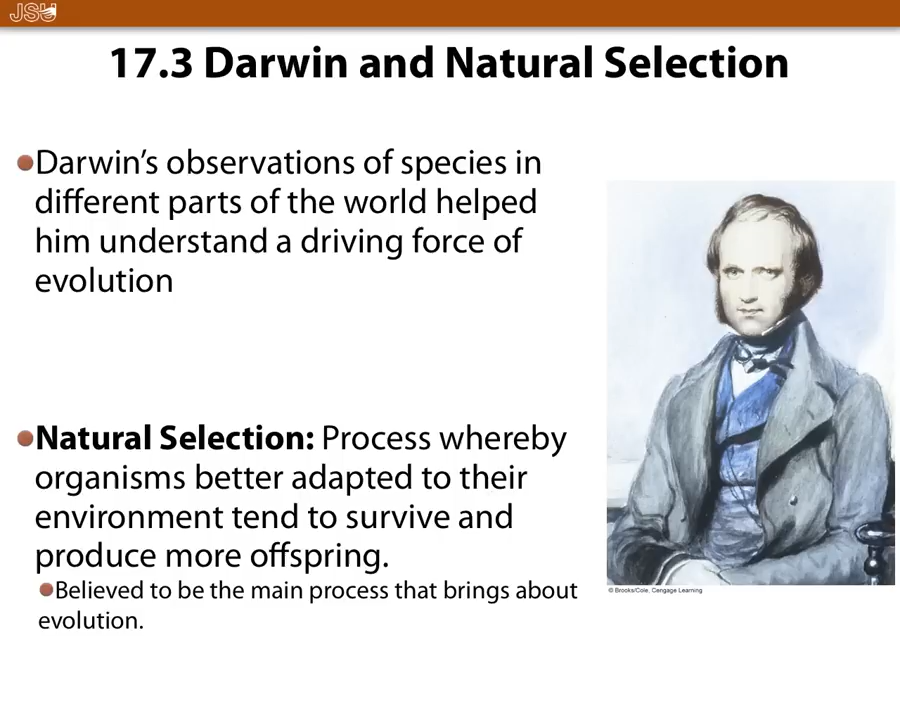 JSU
17.3 Darwin and Natural Selection
Darwin’s observations of species in
different parts of the world helped
him understand a driving force of
evolution
Natural Selection: Process whereby
organisms better adapted to their
environment tend to survive and
produce more offspring.
Believed to be the main process that brings about
evolution.
© Brooks/Cole, Cengage Learning